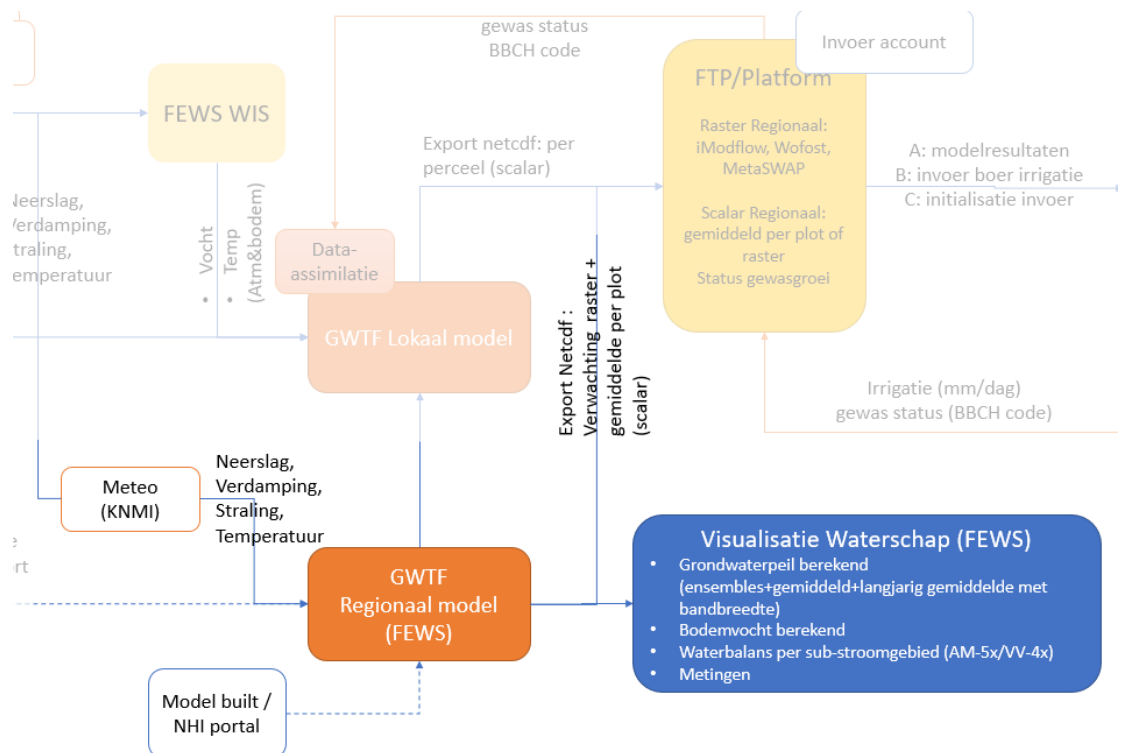 gewas status
BBCH code
Invoer account
FEWS WIS
FTP/Platform
Raster Regionaal:
iModflow, Wofost,
MetaSWAP
Scalar Regionaal:
gemiddeld per plot of
raster
Status gewasgroei
Export netcdf: per
perceel (scalar)
A: modelresultaten
B: invoer boer irrigatie
C: initialisatie invoer
Neerslag,
Verdamping,
Straling,
Temperatuur
• Vocht
• Temp
(Atm&bodem)
Data-
assimilatie
GWTF Lokaal model
Export Netcdf :
Verwachting raster +
gemiddelde per plot
(scalar)
Irrigatie (mm/dag)
gewas status (BBCH code)
Meteo
(KNMI)
Neerslag,
Verdamping,
Straling,
Temperatuur
GWTF
Regionaal model
(FEWS)
Visualisatie Waterschap (FEWS)
• Grondwaterpeil berekend
(ensembles+gemiddeld+langjarig gemiddelde met
bandbreedte)
• Bodemvocht berekend
• Waterbalans per sub-stroomgebied (AM-5x/VV-4x)
• Metingen
Model built /
NHI portal